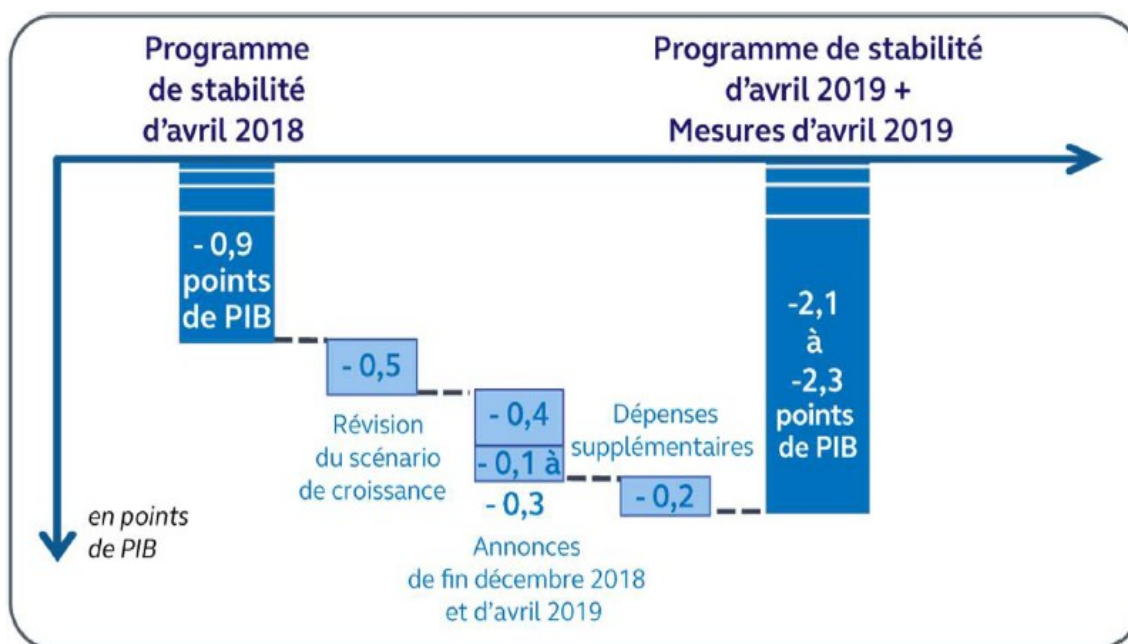 Programme
de stabilité
d'avril 2018
Programme de stabilité
d'avril 2019 +
Mesures d'avril 2019
- 0,9
points
de PIB
- 0,5
Révision
du scénario
de croissance
- 0,4
- 0,1 à
- 0,3
Annonces
de fin décembre 2018
et d'avril 2019
Dépenses
supplémentaires
- 0,2
-2,1
à
-2,3
points
de PIB
en points
de PIB